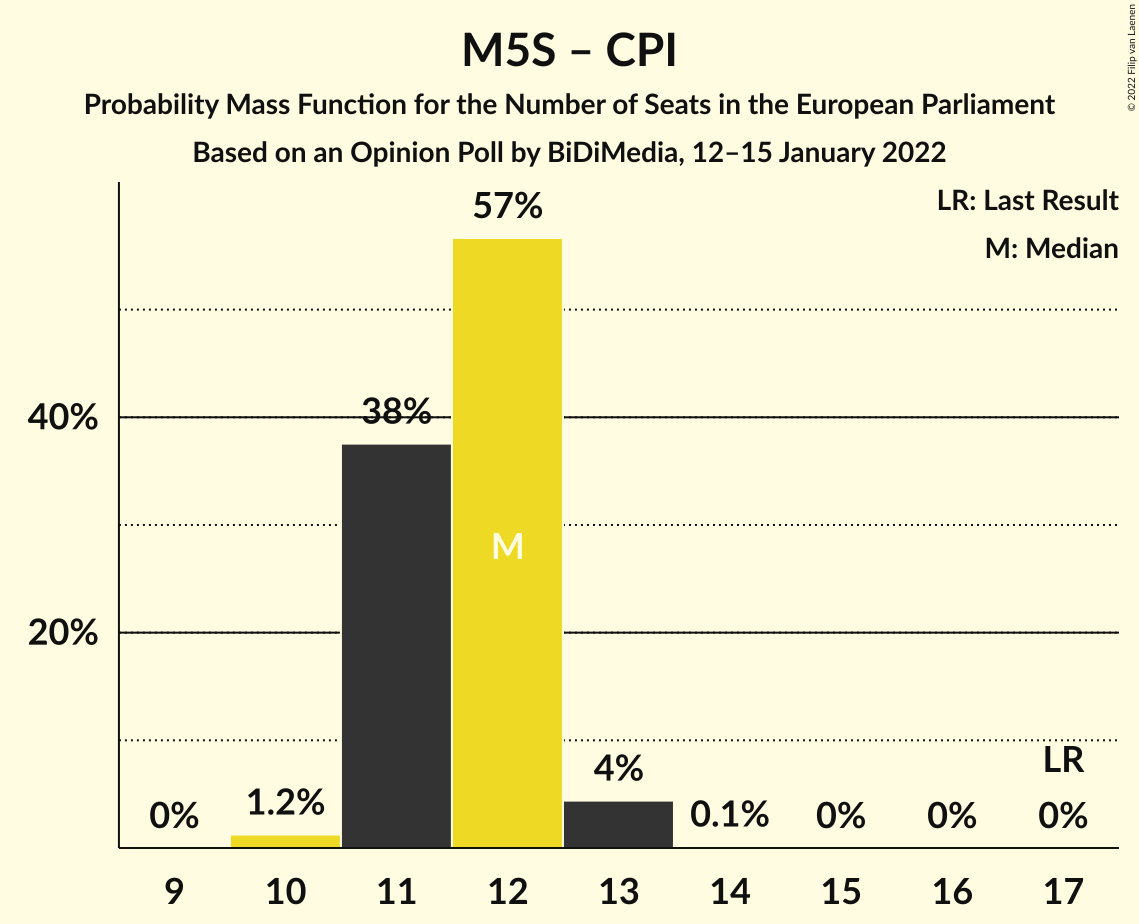 M5S – CPI
Probability Mass Function for the Number of Seats in the European Parliament
Based on an Opinion Poll by BiDiMedia, 12–15 January 2022
© 2022 Filip van Laenen
LR: Last Result
M: Median
57%
40%
38%
M
20%
LR
4%
1.2%
0%
0.1%
0%
0%
0%
9 10 11 12 13 14 15 16 17